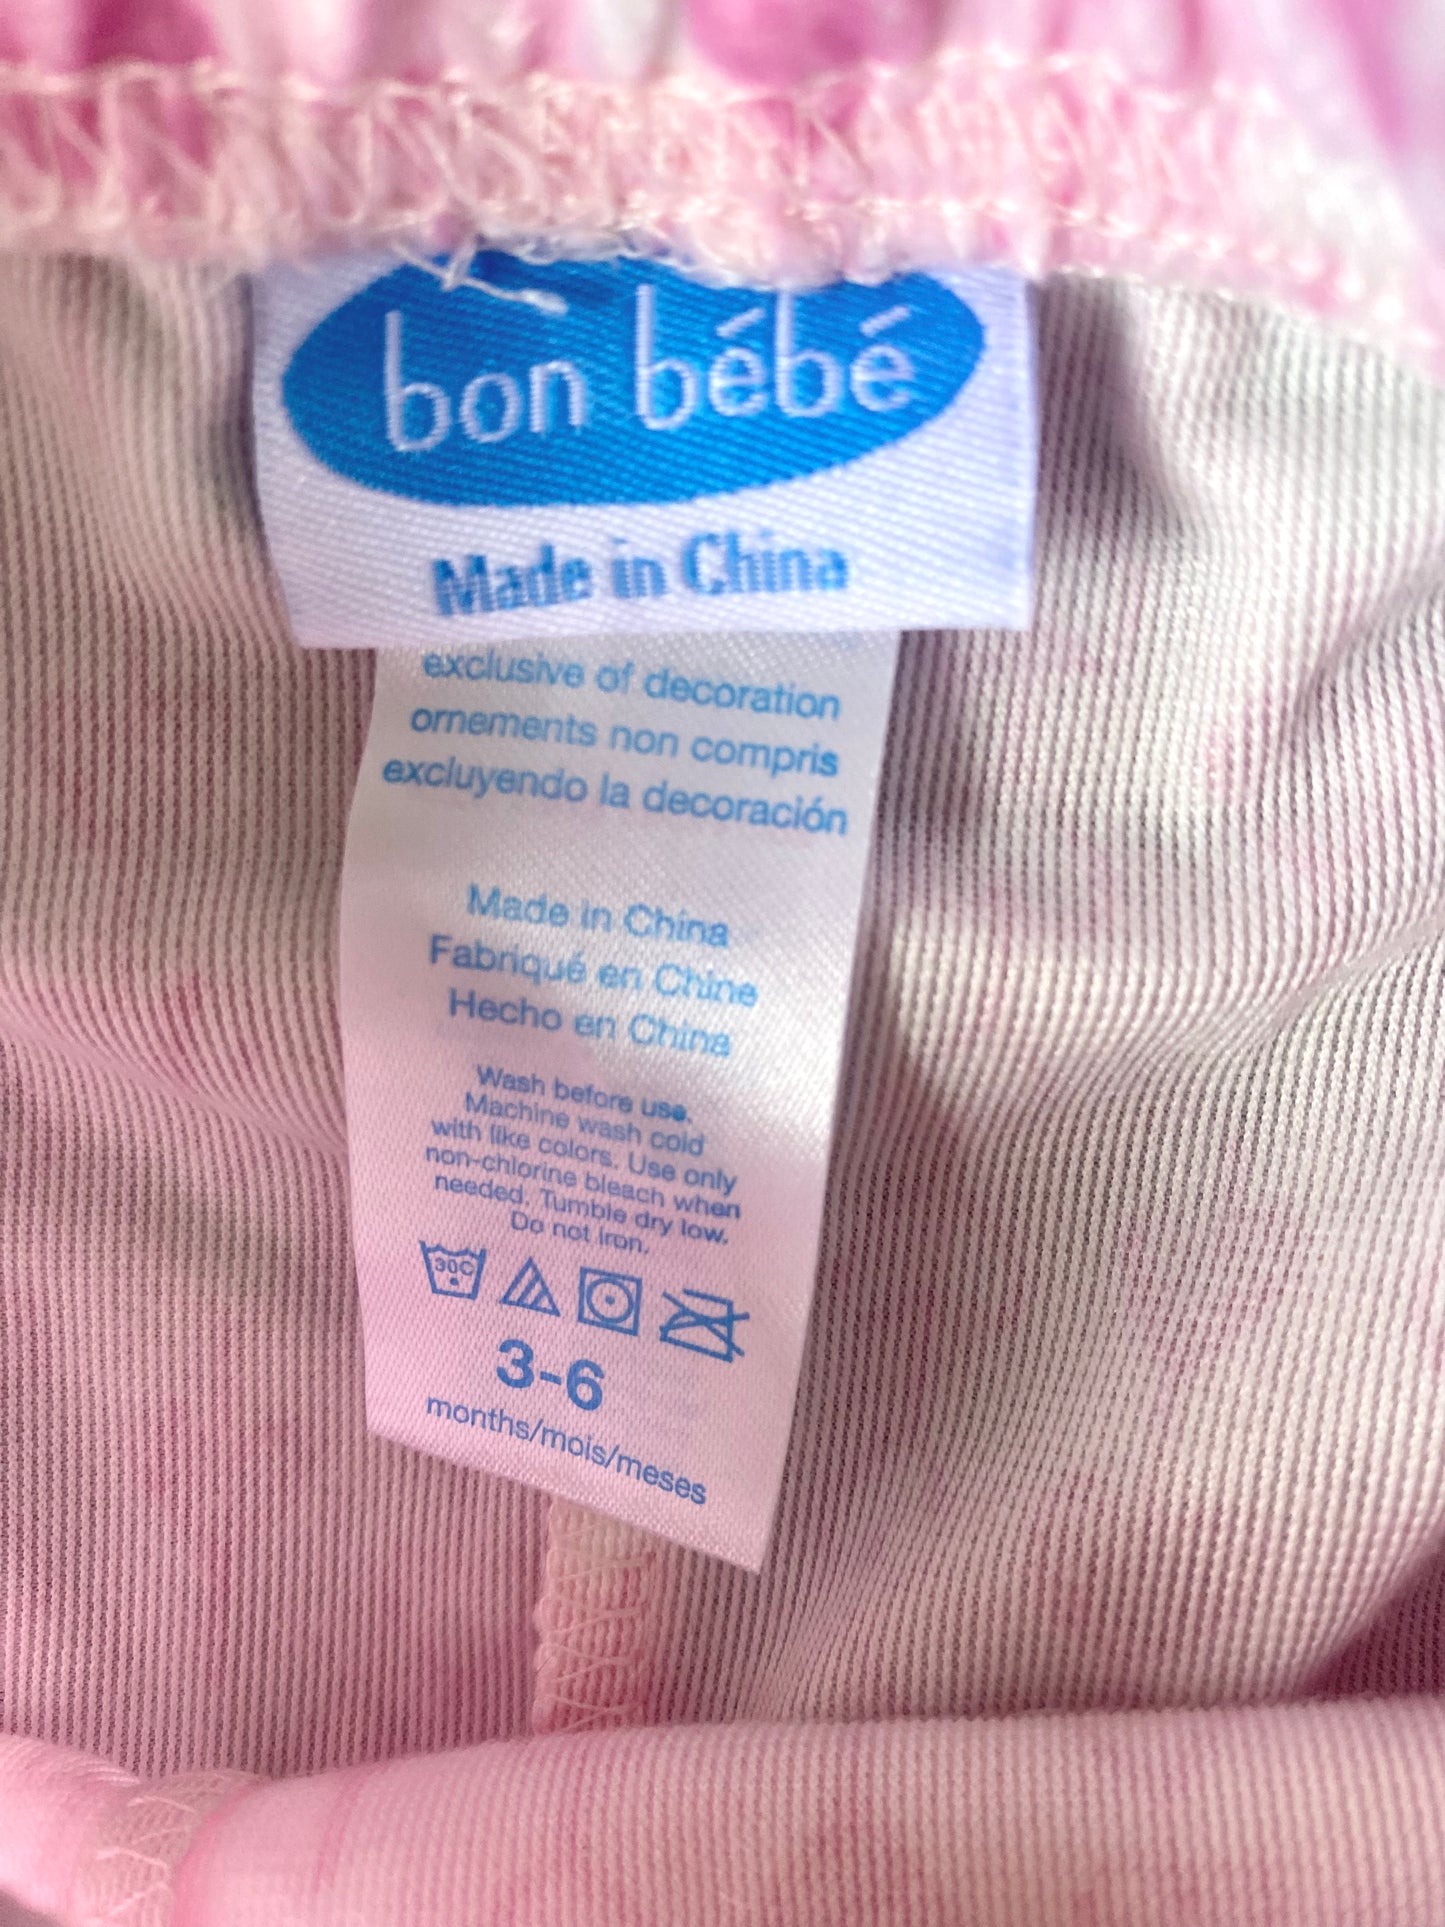 bon bébé
Made in China
exclusive of decoration
ornements non compris
excluyendo la decoración
Made in China
Fabriqué en Chine
Hecho en China
Wash before use.
Machine wash cold
with like colors. Use only
non-chlorine bleach when
needed. Tumble dry low.
Do not iron.
30C
3-6
months/mois/meses